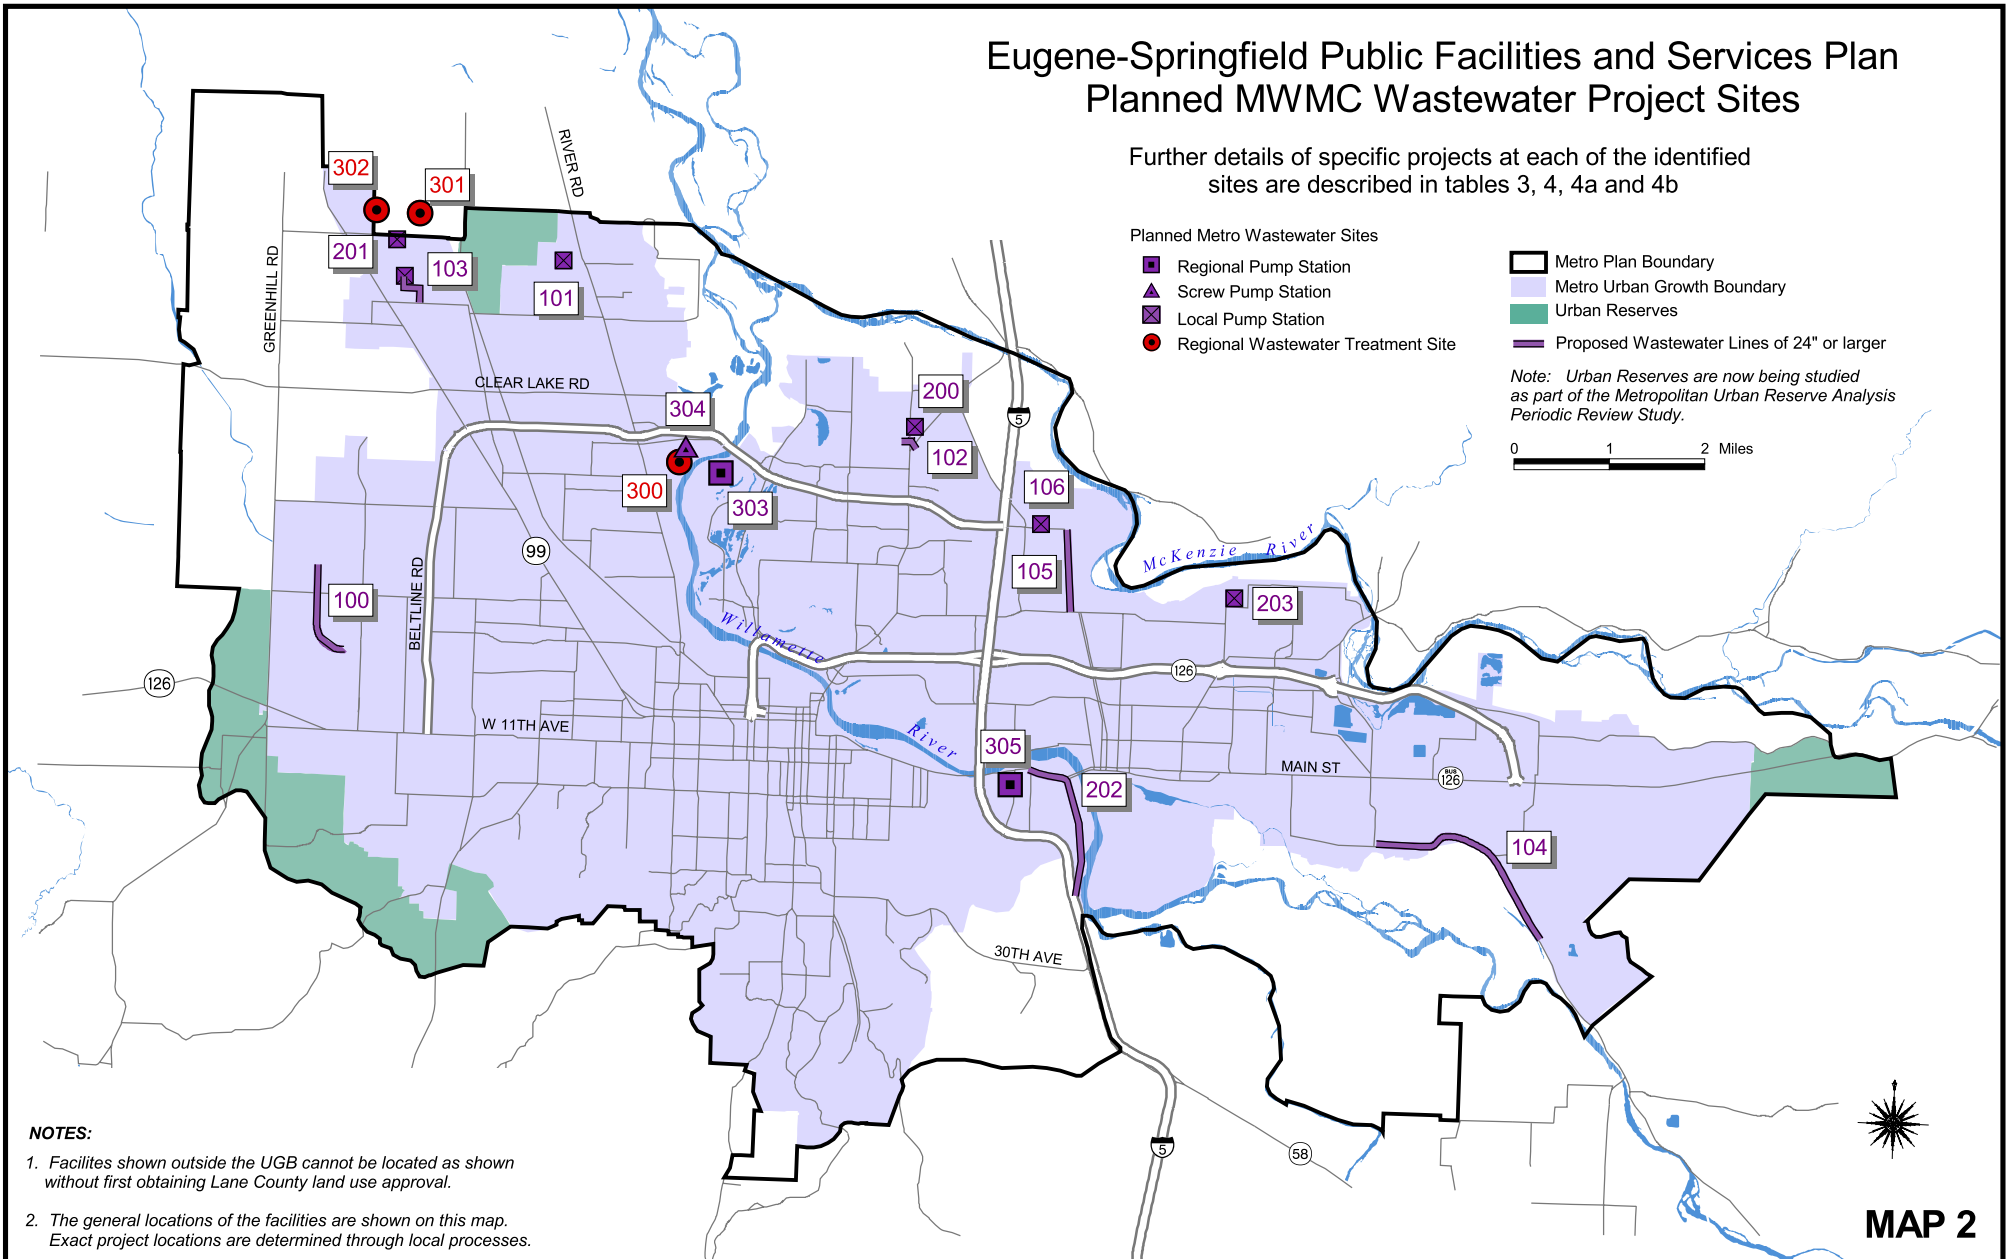 Eugene-Springfield Public Facilities and Services Plan
Planned MWMC Wastewater Project Sites
Further details of specific projects at each of the identified
sites are described in tables 3, 4, 4a and 4b
Planned Metro Wastewater Sites
Regional Pump Station
Screw Pump Station
Local Pump Station
Regional Wastewater Treatment Site
Metro Plan Boundary
Metro Urban Growth Boundary
Urban Reserves
Proposed Wastewater Lines of 24" or larger
Note: Urban Reserves are now being studied
as part of the Metropolitan Urban Reserve Analysis
Periodic Review Study.
0 1 2 Miles
302
301
RIVER RD
201
103
101
GREENHILL RD
CLEAR LAKE RD
304
200
5
102
300
303
106
99
105
McKenzie River
100
BELTLINE RD
203
Willamette
126
126
W 11TH AVE
River
305
MAIN ST
BUS
126
202
104
30TH AVE
5
58
NOTES:
1. Facilites shown outside the UGB cannot be located as shown
without first obtaining Lane County land use approval.
2. The general locations of the facilities are shown on this map.
Exact project locations are determined through local processes.
MAP 2